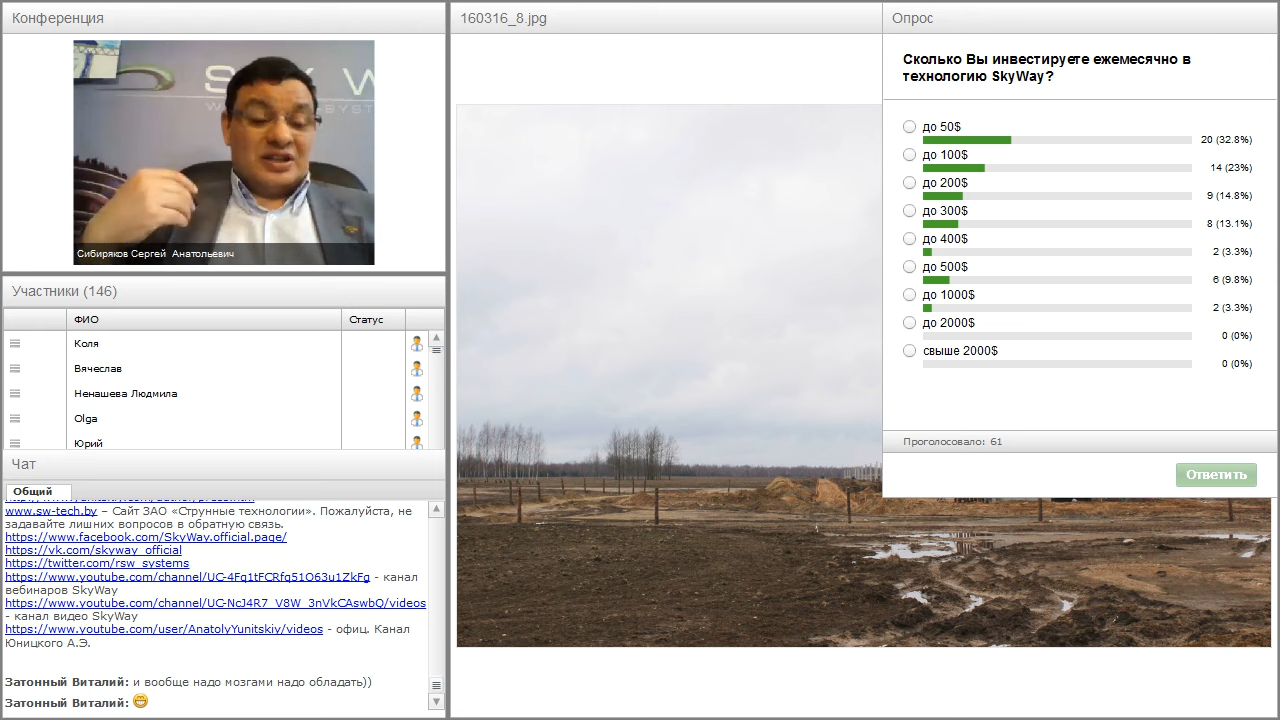 Конференция
SKY W
W
SYST
Сибиряков Сергей Анатольевич
Участники (146)
ФИО
Статус
Коля
Вячеслав
Ненашева Людмила
Olga
Юрий
Чат
Общий
www.sw-tech.by – Сайт ЗАО «Струнные технологии». Пожалуйста, не
задавайте лишних вопросов в обратную связь.
https://www.facebook.com/SkyWay.official.page/
https://vk.com/skyway_official
https://twitter.com/rsw_systems
https://www.youtube.com/channel/UC-4Fq1tFCRfq51O63u1ZkFg - канал
вебинаров SkyWay
https://www.youtube.com/channel/UC-NcJ4R7_V8W_3nVkCAswbQ/videos
- канал видео SkyWay
https://www.youtube.com/user/AnatolyYunitskiy/videos - офиц. Канал
Юницкого А.Э.
Затонный Виталий: и вообще надо мозгами надо обладать))
Затонный Виталий:
160316_8.jpg
Опрос
Сколько Вы инвестируете ежемесячно в
технологию SkyWay?
до 50$
20 (32.8%)
до 100$
14 (23%)
до 200$
9 (14.8%)
до 300$
8 (13.1%)
до 400$
2 (3.3%)
до 500$
6 (9.8%)
до 1000$
2 (3.3%)
до 2000$
0 (0%)
свыше 2000$
0 (0%)
Проголосовало: 61
Ответить